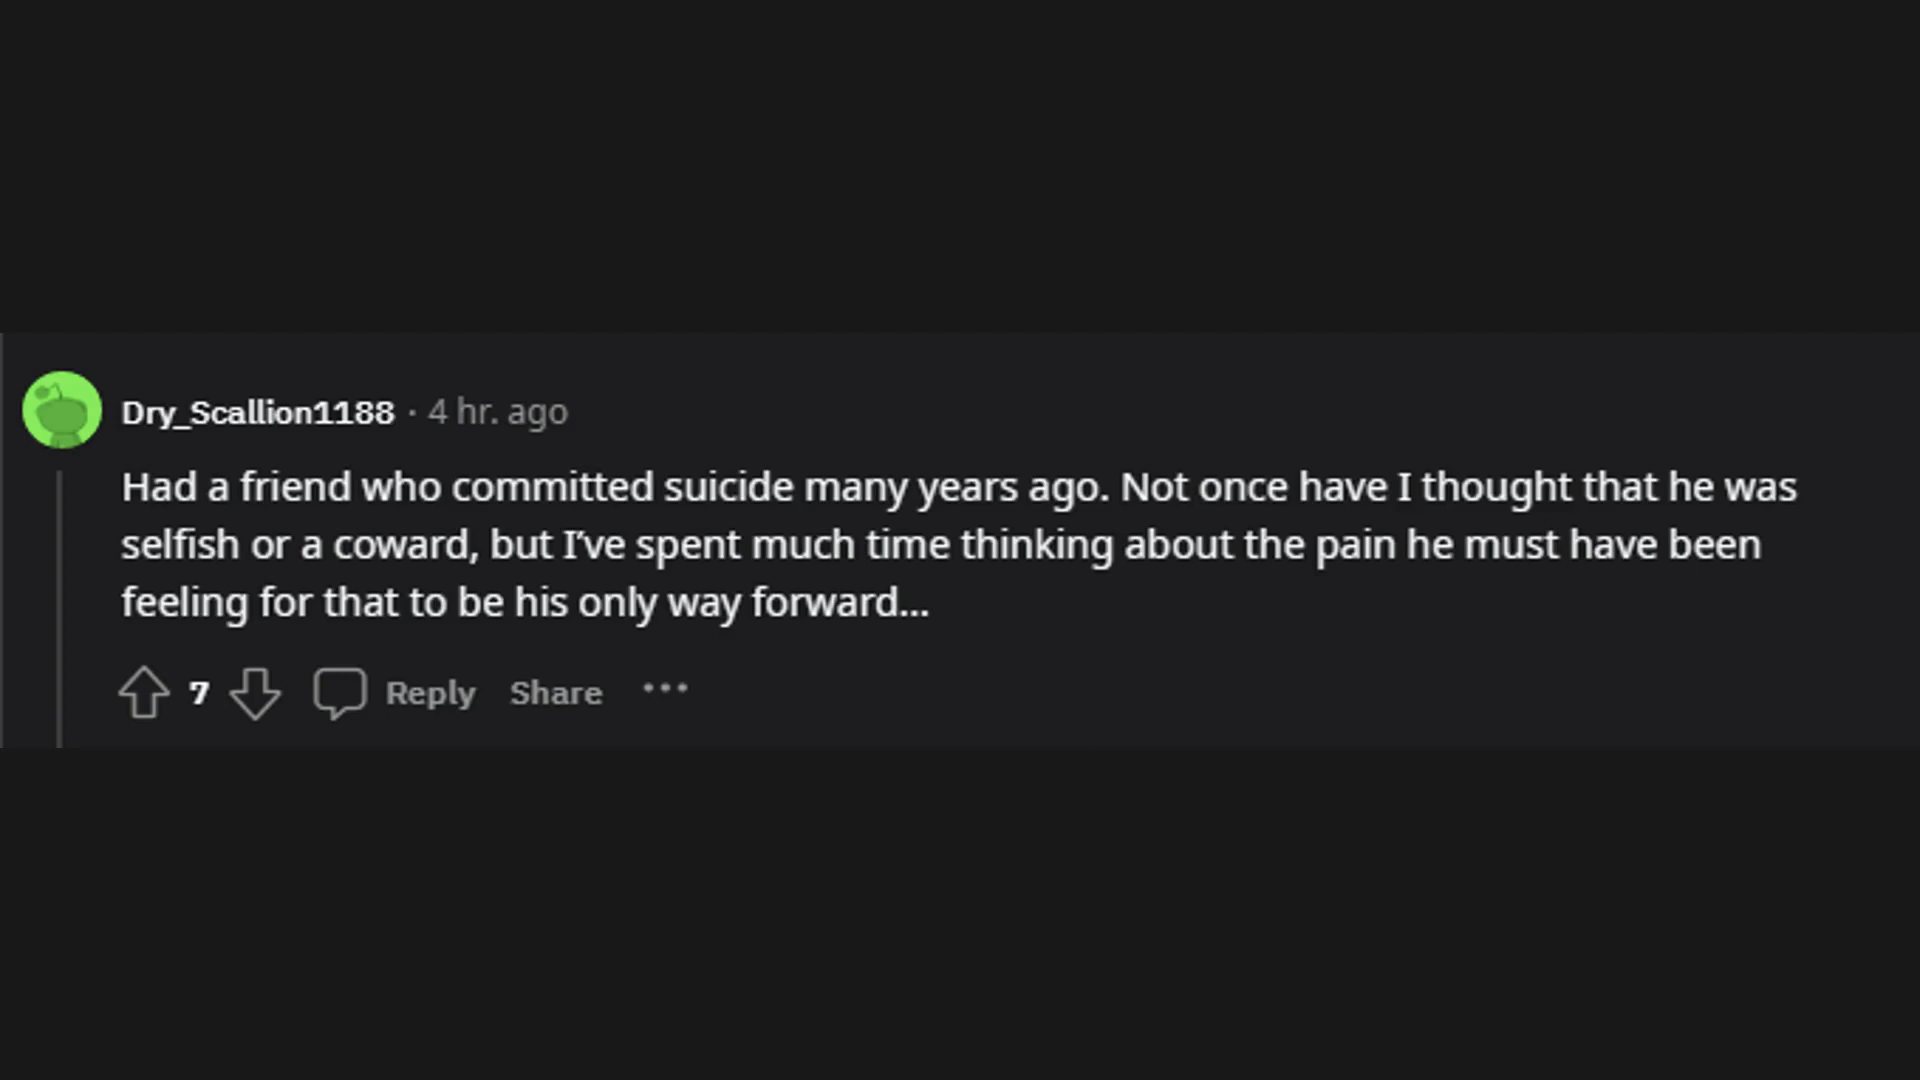 Dry_Scallion1188 · 4 hr. ago
Had a friend who committed suicide many years ago. Not once have I thought that he was
selfish or a coward, but I’ve spent much time thinking about the pain he must have been
feeling for that to be his only way forward...
7 Reply Share ···